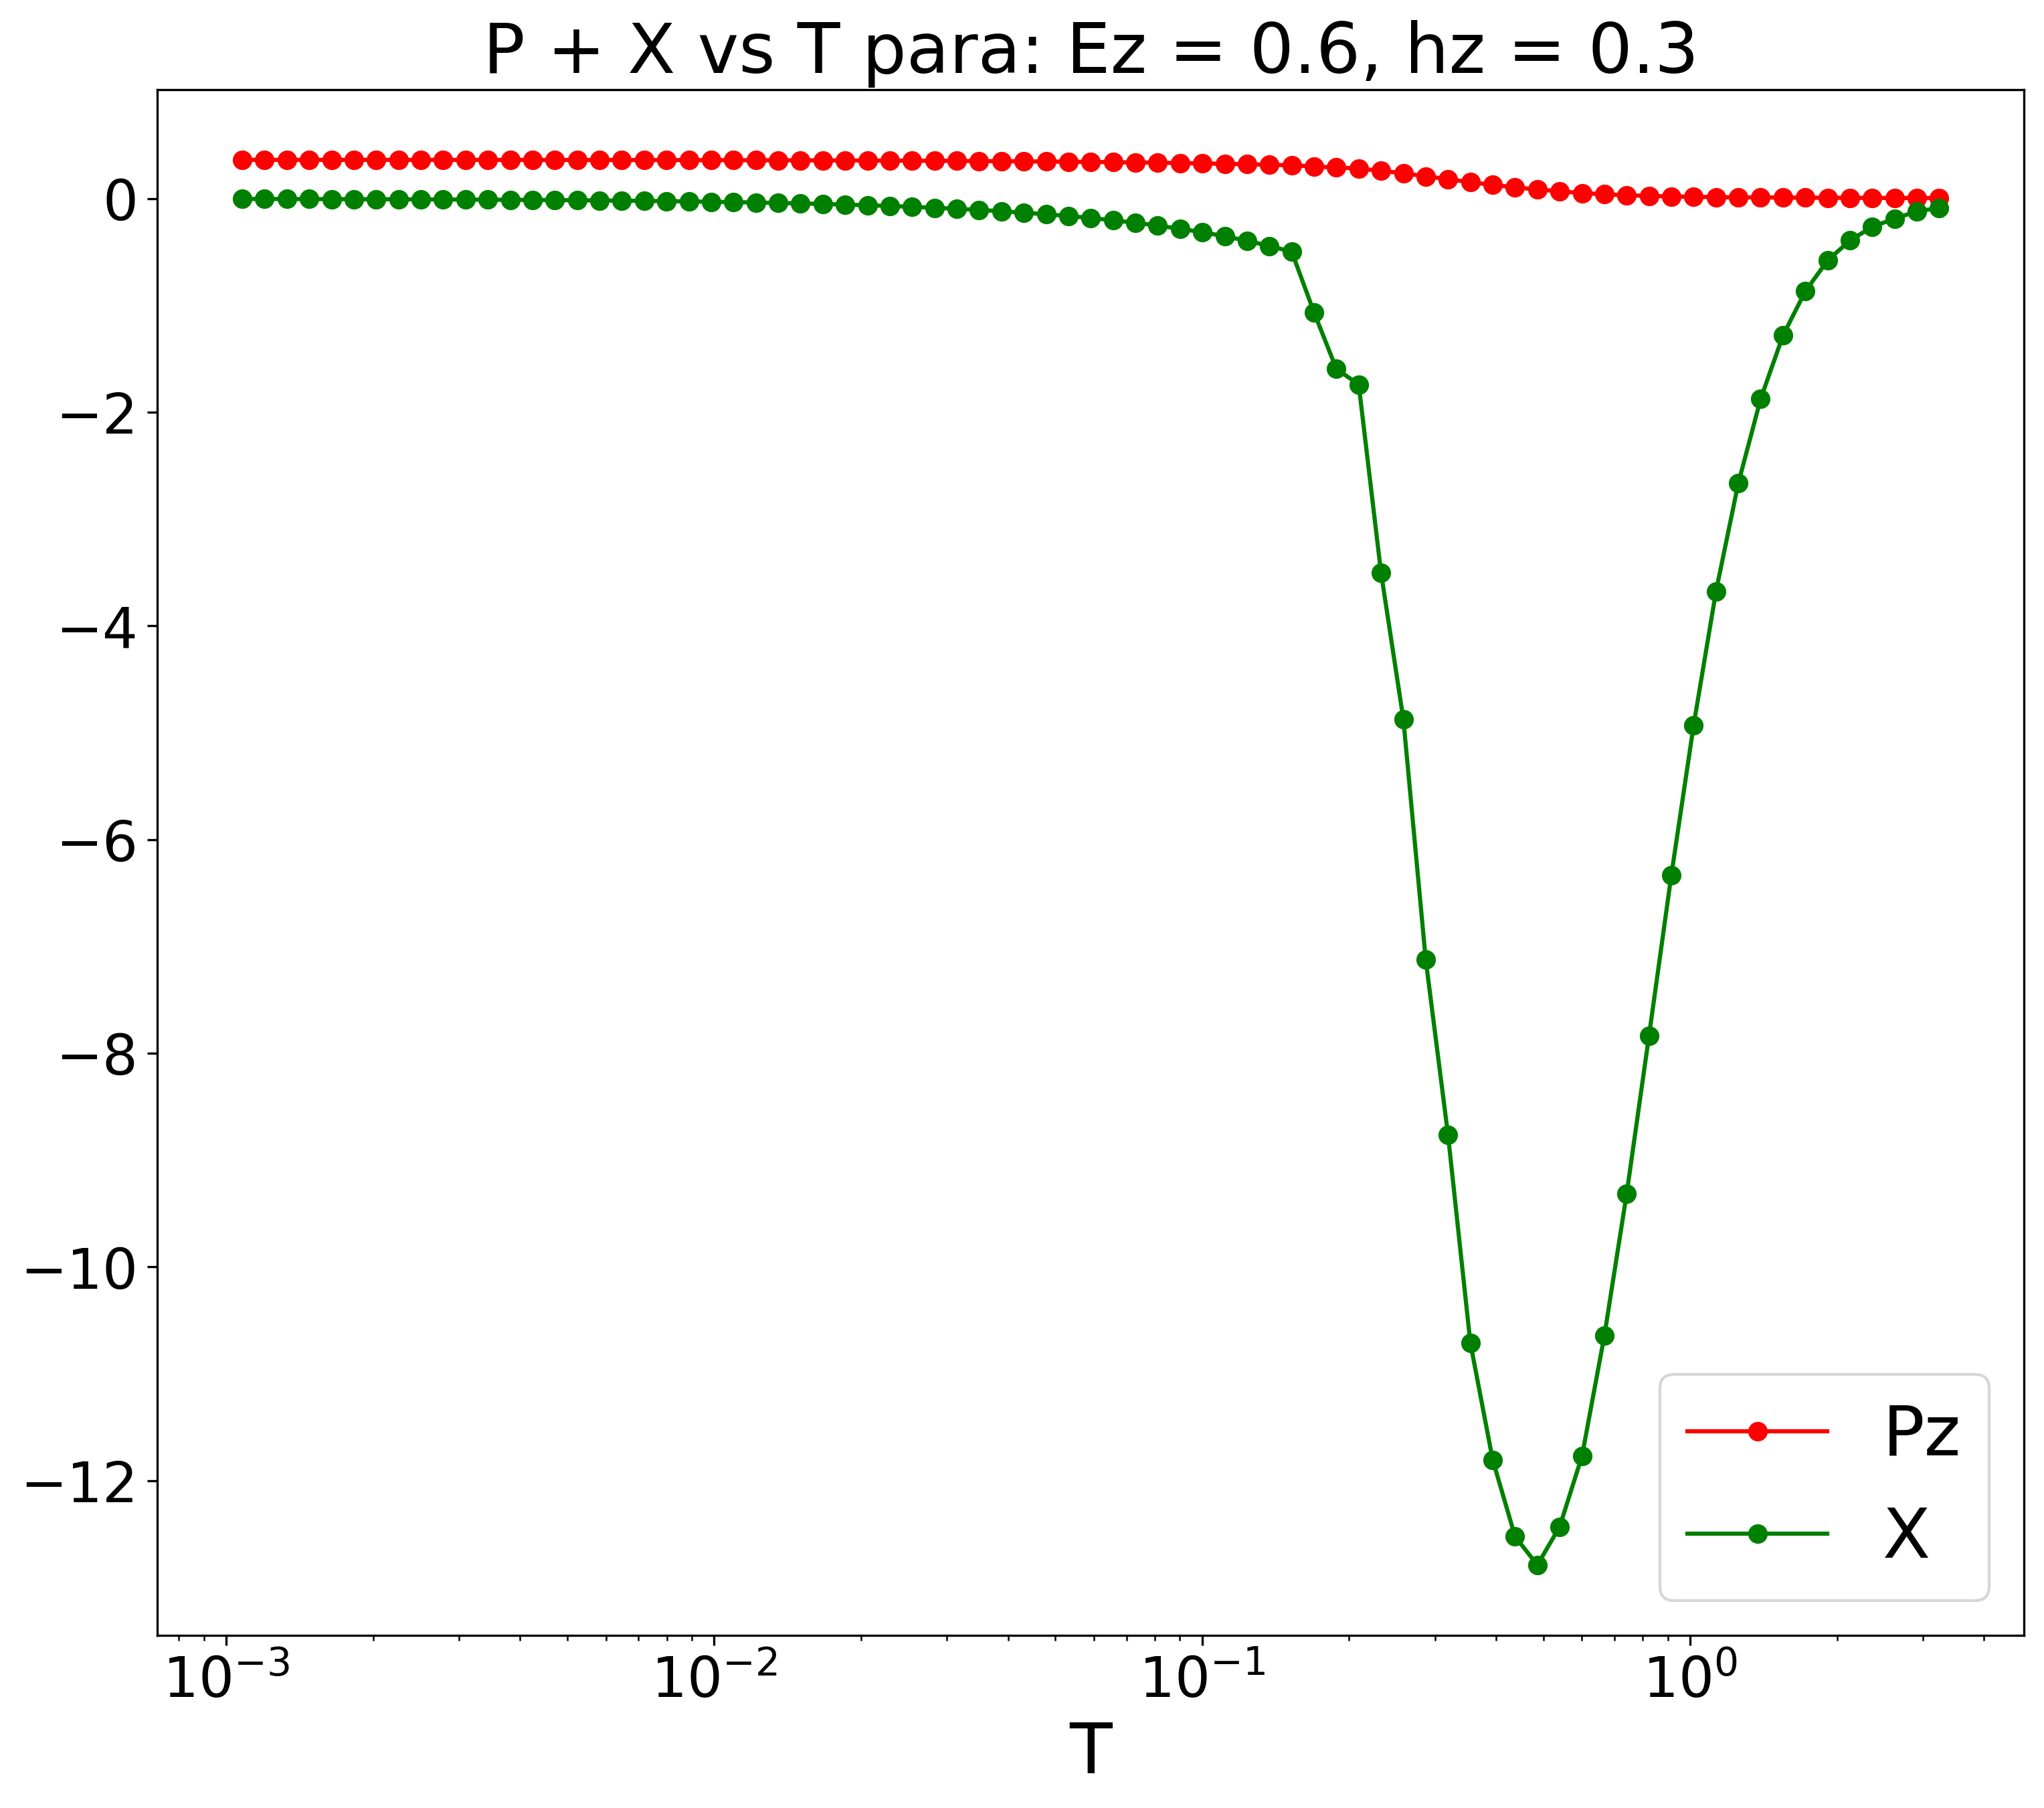 P + X vs T para: Ez = 0.6, hz = 0.3
0
−2
−4
−6
−8
−10
−12
10⁻³ 10⁻² 10⁻¹ 10⁰
T
Pz
X